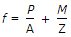 f = P/A + M/Z